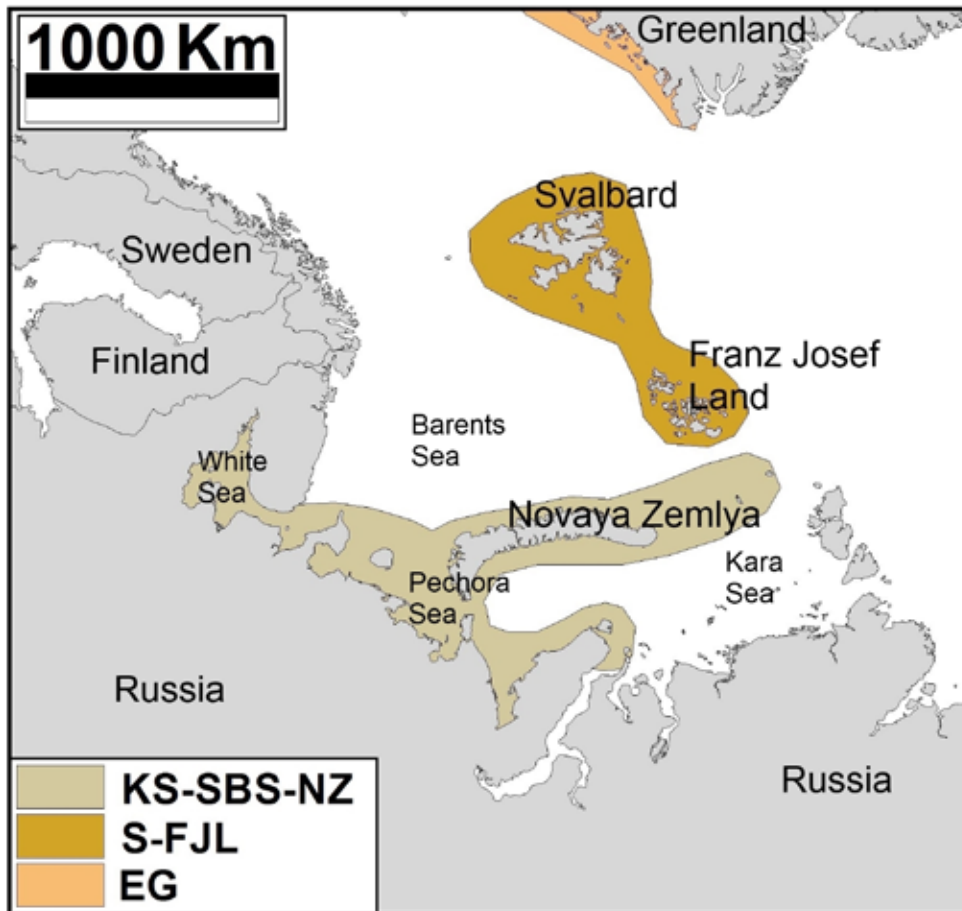 1000 Km
Greenland
Svalbard
Sweden
Finland
Franz Josef
Land
Barents
Sea
White
Sea
Novaya Zemlya
Kara
Sea
Pechora
Sea
Russia
Russia
KS-SBS-NZ
S-FJL
EG